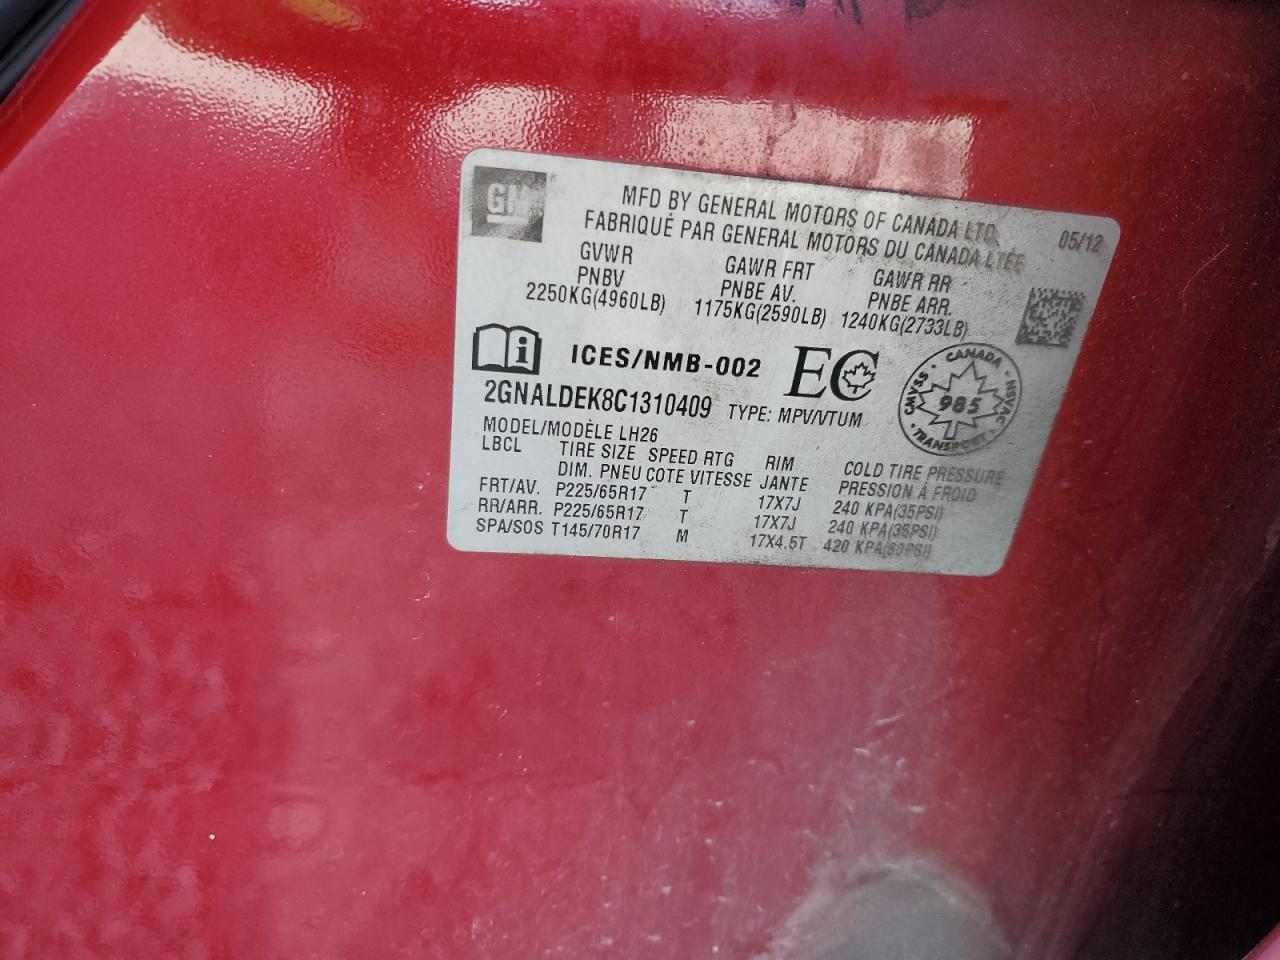 GM
MFD BY GENERAL MOTORS OF CANADA LTD.
FABRIQUÉ PAR GENERAL MOTORS DU CANADA LTÉE
05/12
GVWR GAWR FRT GAWR RR
PNBV PNBE AV. PNBE ARR.
2250KG(4960LB) 1175KG(2590LB) 1240KG(2733LB)
i ICES/NMB-002 EC
CANADA CMVSS NSVAC 985 TRANSPORT
2GNALDEK8C1310409 TYPE: MPV/VTUM
MODEL/MODÈLE LH26
LBCL TIRE SIZE SPEED RTG RIM COLD TIRE PRESSURE
DIM. PNEU COTE VITESSE JANTE PRESSION À FROID
FRT/AV. P225/65R17 T 17X7J 240 KPA(35PSI)
RR/ARR. P225/65R17 T 17X7J 240 KPA(35PSI)
SPA/SOS T145/70R17 M 17X4.5T 420 KPA(60PSI)